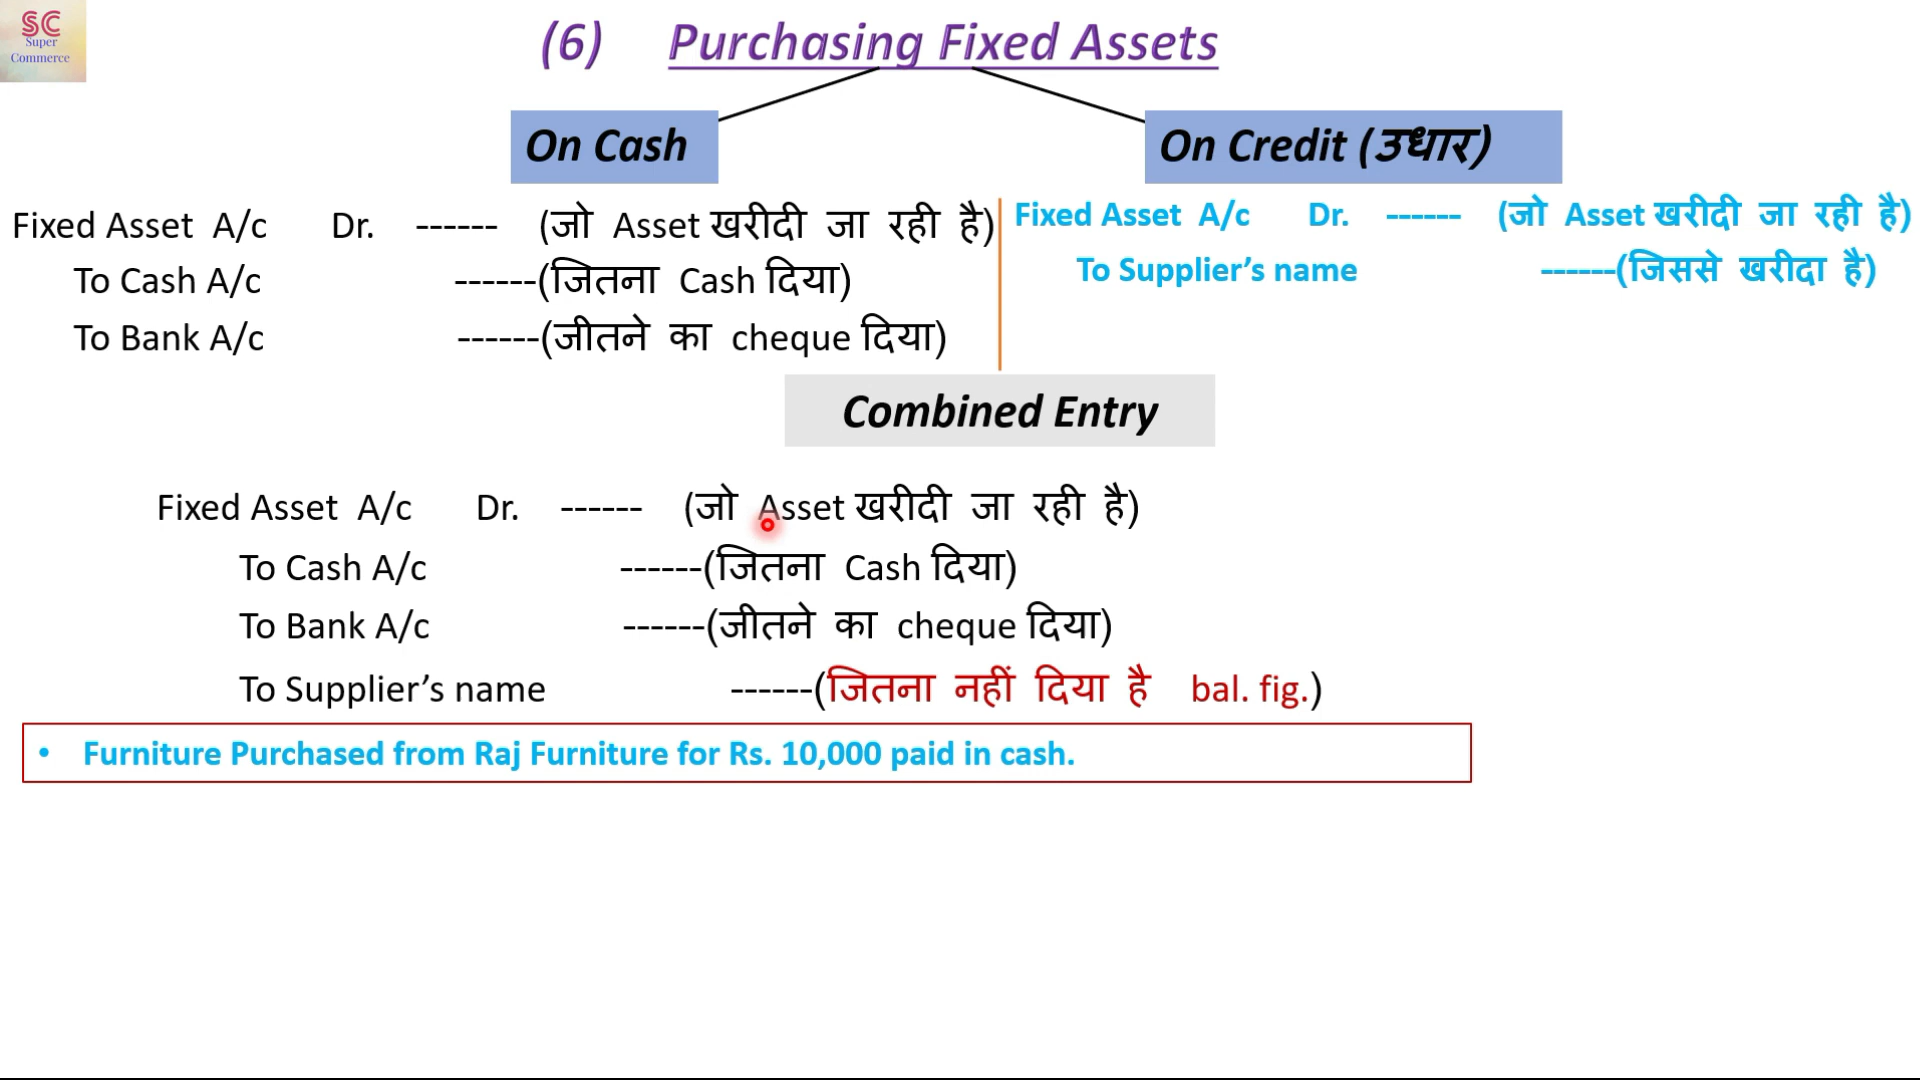 SC
Super
Commerce
(6) Purchasing Fixed Assets
On Cash
On Credit (उधार)
Fixed Asset A/c Dr. ------ (जो Asset खरीदी जा रही है)
To Cash A/c ------(जितना Cash दिया)
To Bank A/c ------(जीतने का cheque दिया)
Fixed Asset A/c Dr. ------ (जो Asset खरीदी जा रही है)
To Supplier’s name ------(जिससे खरीदा है)
Combined Entry
Fixed Asset A/c Dr. ------ (जो Asset खरीदी जा रही है)
To Cash A/c ------(जितना Cash दिया)
To Bank A/c ------(जीतने का cheque दिया)
To Supplier’s name ------(जितना नहीं दिया है bal. fig.)
• Furniture Purchased from Raj Furniture for Rs. 10,000 paid in cash.